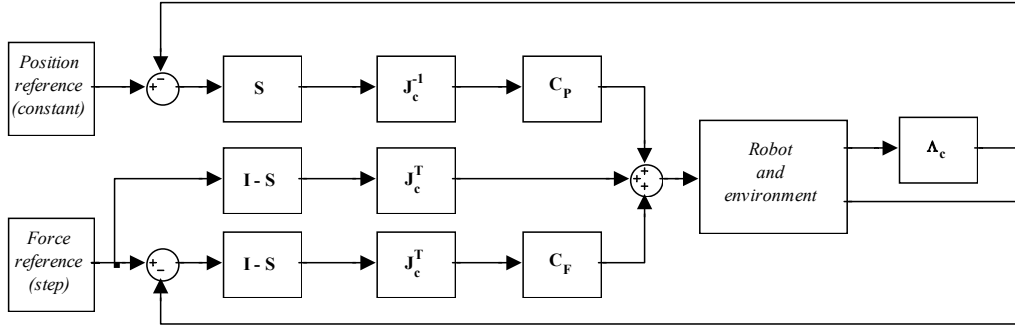 Position
reference
(constant)
+
−
S
J_c^{-1}
C_P
I - S
J_c^T
+
+
+
Robot
and
environment
Λ_c
Force
reference
(step)
+
−
I - S
J_c^T
C_F